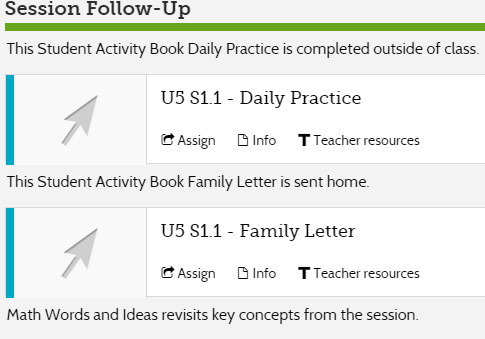 Session Follow-Up
This Student Activity Book Daily Practice is completed outside of class.
U5 S1.1 - Daily Practice
Assign Info Teacher resources
This Student Activity Book Family Letter is sent home.
U5 S1.1 - Family Letter
Assign Info Teacher resources
Math Words and Ideas revisits key concepts from the session.